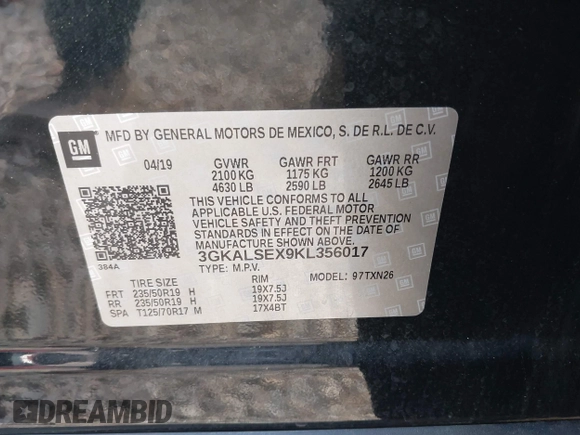 GM
MFD BY GENERAL MOTORS DE MEXICO, S. DE R.L. DE C.V.
04/19 GVWR GAWR FRT GAWR RR
2100 KG 1175 KG 1200 KG
4630 LB 2590 LB 2645 LB
THIS VEHICLE CONFORMS TO ALL
APPLICABLE U.S. FEDERAL MOTOR
VEHICLE SAFETY AND THEFT PREVENTION
STANDARDS IN EFFECT ON THE DATE OF
MANUFACTURE SHOWN ABOVE.
384A 3GKALSEX9KL356017
TYPE: M.P.V. MODEL: 97TXN26
TIRE SIZE RIM
FRT 235/50R19 H 19X7.5J
RR 235/50R19 H 19X7.5J
SPA T125/70R17 M 17X4BT
DREAMBID